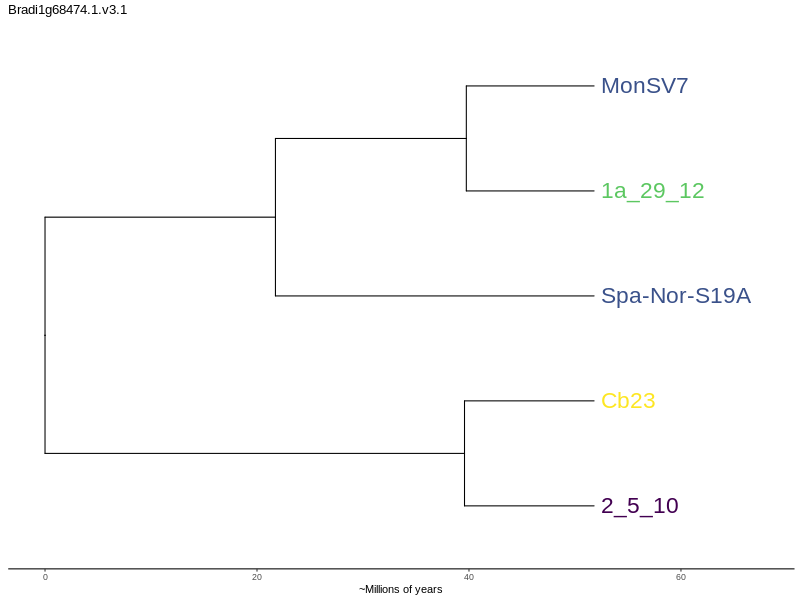 Bradi1g68474.1.v3.1
MonSV7
1a_29_12
Spa-Nor-S19A
Cb23
2_5_10
0 20 40 60
~Millions of years